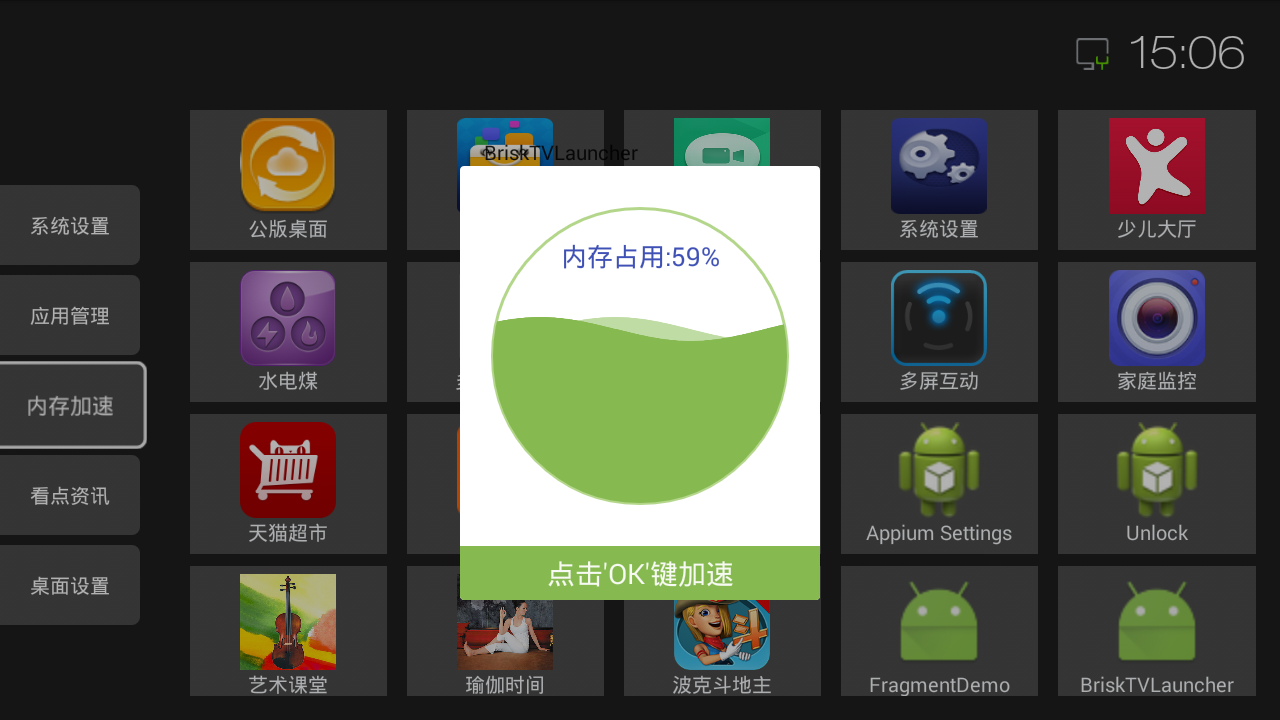 15:06
系统设置
应用管理
内存加速
看点资讯
桌面设置
公版桌面
BriskTVLauncher
系统设置
少儿大厅
内存占用:59%
水电煤
多屏互动
家庭监控
天猫超市
Appium Settings
Unlock
点击'OK'键加速
艺术课堂
瑜伽时间
波克斗地主
FragmentDemo
BriskTVLauncher